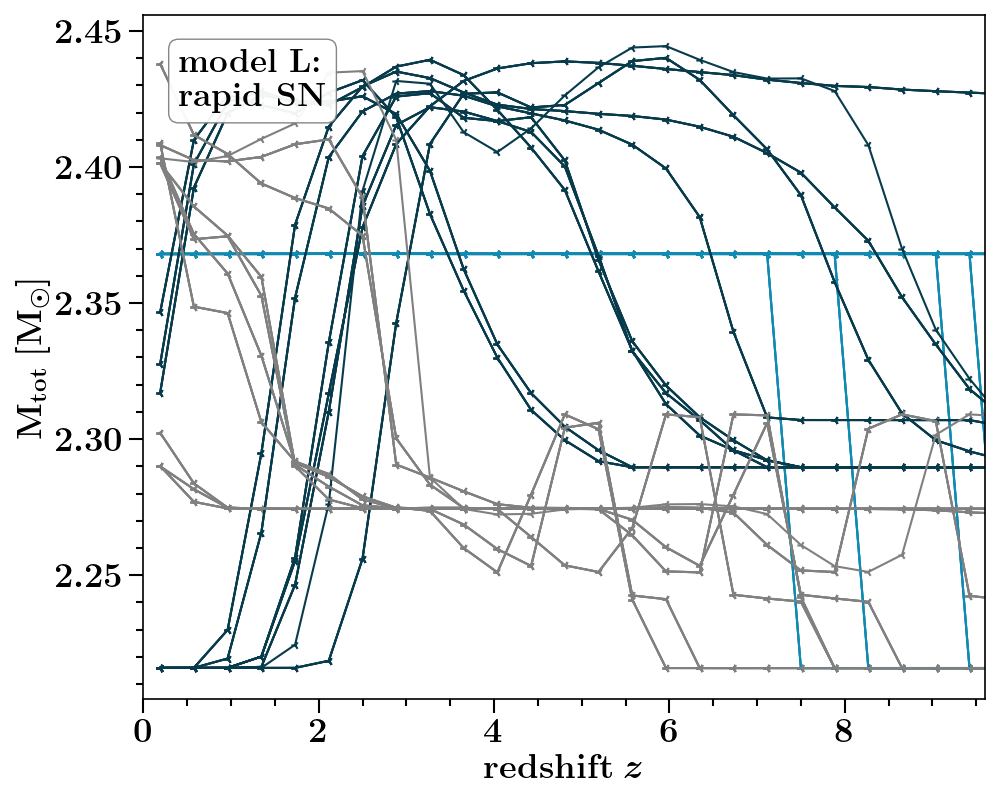 2.45
model L:
rapid SN
2.40
2.35
M_tot [M_⊙]
2.30
2.25
0 2 4 6 8
redshift z